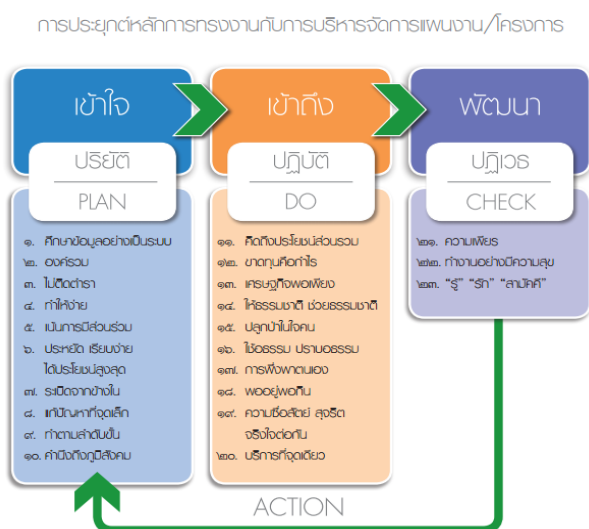 การประยุกต์หลักการทรงงานกับการบริหารจัดการแผนงาน/โครงการ
เข้าใจ
ปริยัติ
PLAN
๑. ศึกษาข้อมูลอย่างเป็นระบบ
๒. องค์รวม
๓. ไม่ติดตำรา
๔. ทำให้ง่าย
๕. เน้นการมีส่วนร่วม
๖. ประหยัด เรียบง่าย
ได้ประโยชน์สูงสุด
๗. ระเบิดจากข้างใน
๘. แก้ปัญหาที่จุดเล็ก
๙. ทำตามลำดับขั้น
๑๐. คำนึงถึงภูมิสังคม
เข้าถึง
ปฏิบัติ
DO
๑๑. คิดถึงประโยชน์ส่วนรวม
๑๒. ขาดทุนคือกำไร
๑๓. เศรษฐกิจพอเพียง
๑๔. ให้ธรรมชาติ ช่วยธรรมชาติ
๑๕. ปลูกป่าในใจคน
๑๖. ใช้อธรรม ปราบอธรรม
๑๗. การพึ่งพาตนเอง
๑๘. พออยู่พอกิน
๑๙. ความซื่อสัตย์ สุจริต
จริงใจต่อกัน
๒๐. บริการที่จุดเดียว
พัฒนา
ปฏิเวธ
CHECK
๒๑. ความเพียร
๒๒. ทำงานอย่างมีความสุข
๒๓. “รู้” “รัก” “สามัคคี”
ACTION